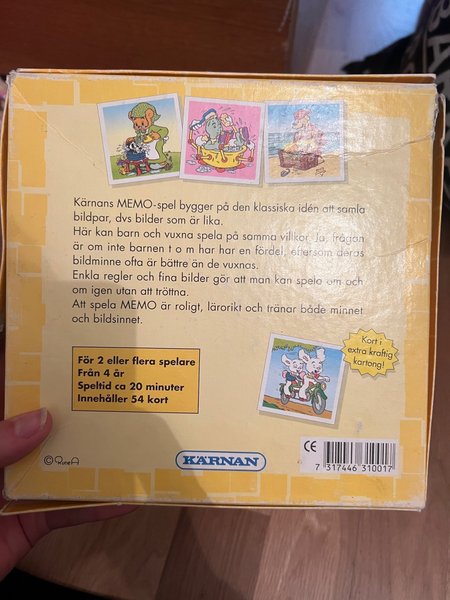 Kärnans MEMO-spel bygger på den klassiska idén att samla
bildpar, dvs bilder som är lika.
Här kan barn och vuxna spela på samma villkor. Ja, frågan
är om inte barnen t o m har har en fördel, eftersom deras
bildminne ofta är bättre än de vuxnas.
Enkla regler och fina bilder gör att man kan spela om och
om igen utan att tröttna.
Att spela MEMO är roligt, lärorikt och tränar både minnet
och bildsinnet.
För 2 eller flera spelare
Från 4 år
Speltid ca 20 minuter
Innehåller 54 kort
Kort i
extra kraftig
kartong!
© Rune A
KÄRNAN
CE
7 317446 310017